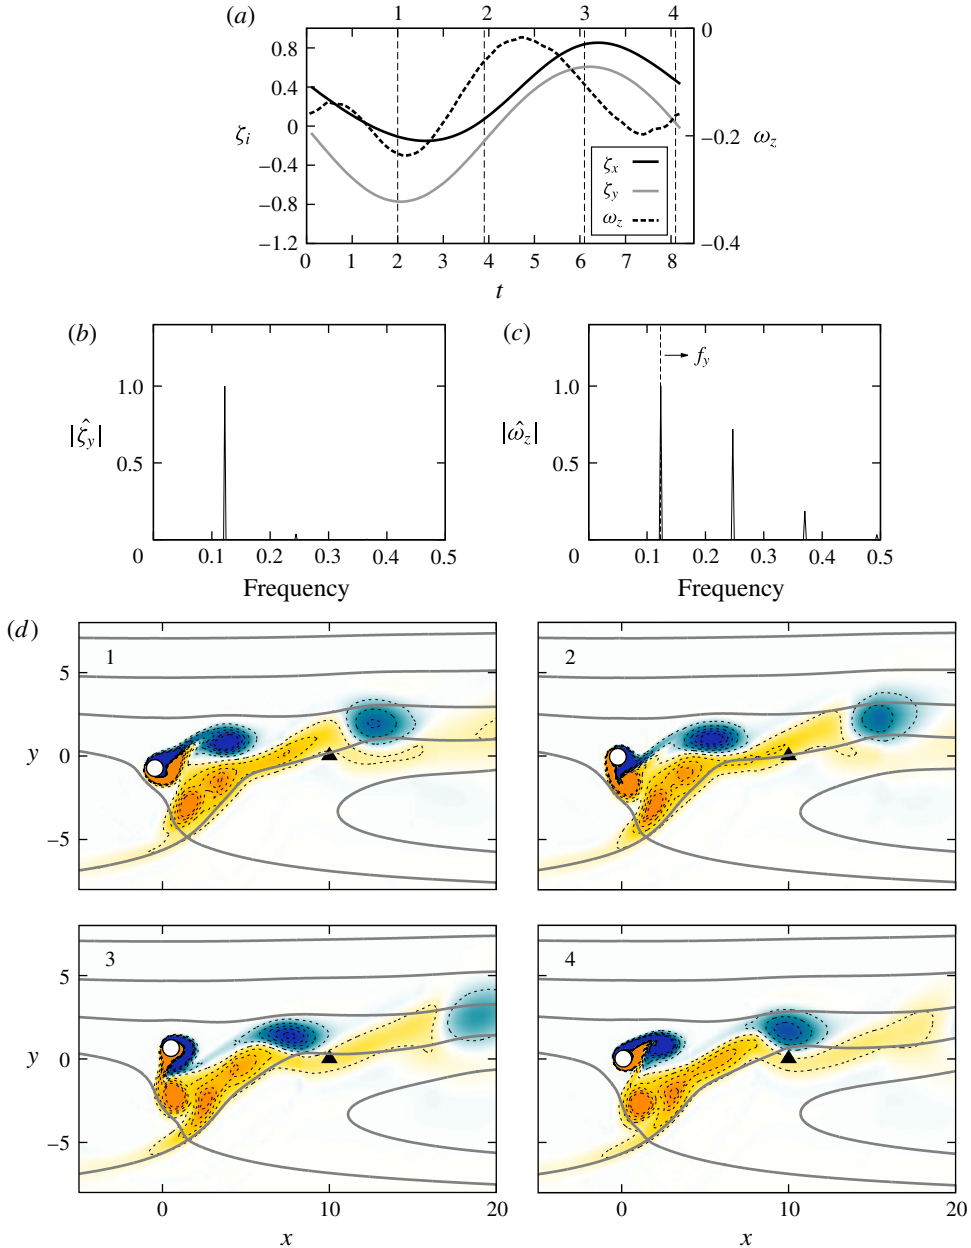 (a)
1 2 3 4
0.8
0.4
0
−0.4
−0.8
−1.2
ζi
0
−0.2
−0.4
ωz
ζx
ζy
ωz
0 1 2 3 4 5 6 7 8
t
(b)
1.0
0.5
|ζ̂y|
0 0.1 0.2 0.3 0.4 0.5
Frequency
(c)
fy
1.0
0.5
|ω̂z|
0 0.1 0.2 0.3 0.4 0.5
Frequency
(d)
1
5
y 0
−5
2
3
5
y 0
−5
0 10 20
x
4
0 10 20
x